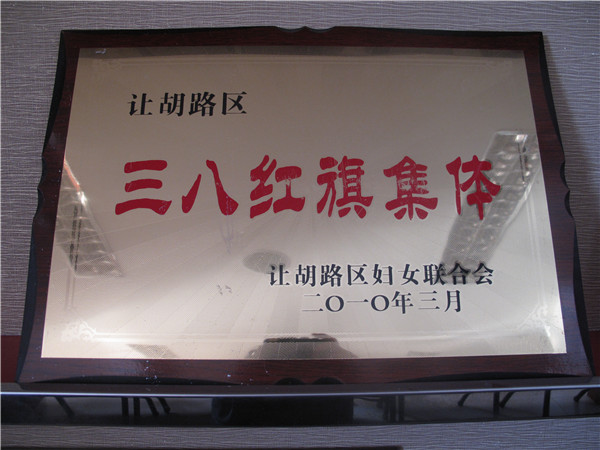 让胡路区
三八红旗集体
让胡路区妇女联合会
二〇一〇年三月